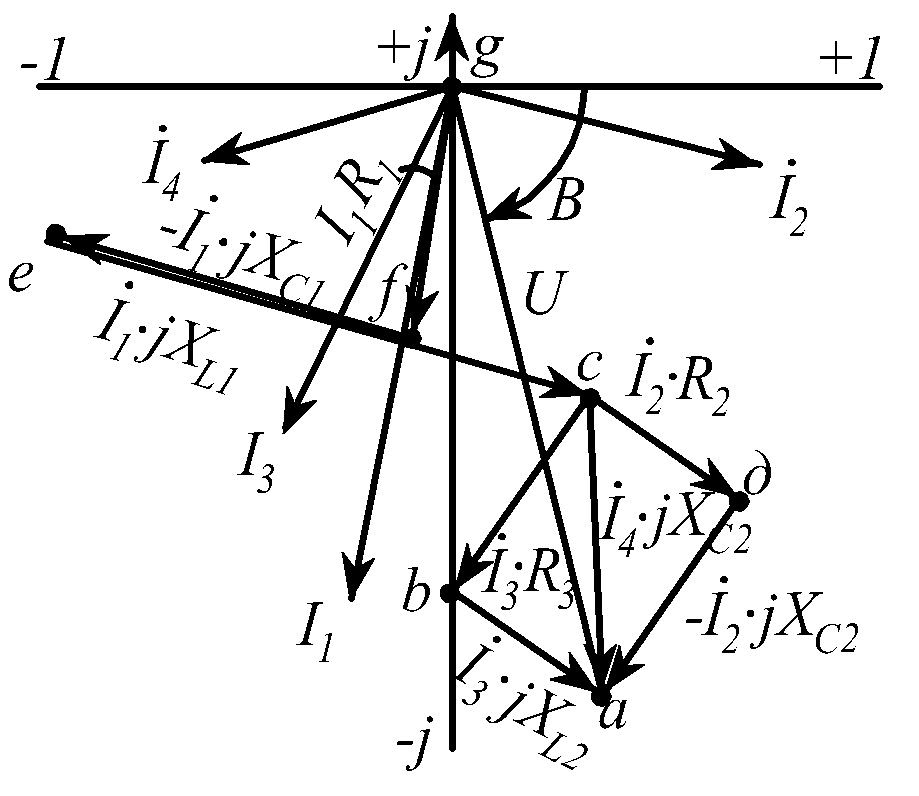 -1
+j
g
+1
İ4
I1R1
B
İ2
e
-İ1·jXC1
f
U
İ1·jXL1
c
İ2·R2
I3
д
İ4·jXC2
b
İ3·R3
I1
-İ2·jXC2
İ3·jXL2
a
-j